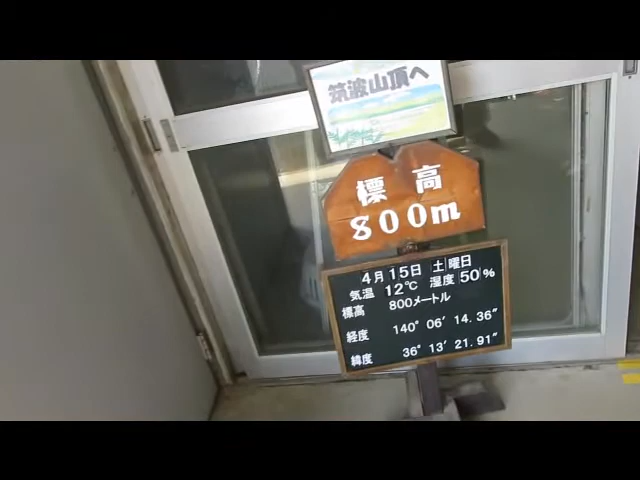 筑波山頂へ
標高
800m
4月15日 土曜日
気温 12℃ 湿度 50%
標高 800メートル
経度 140° 06′ 14.36″
緯度 36° 13′ 21.91″